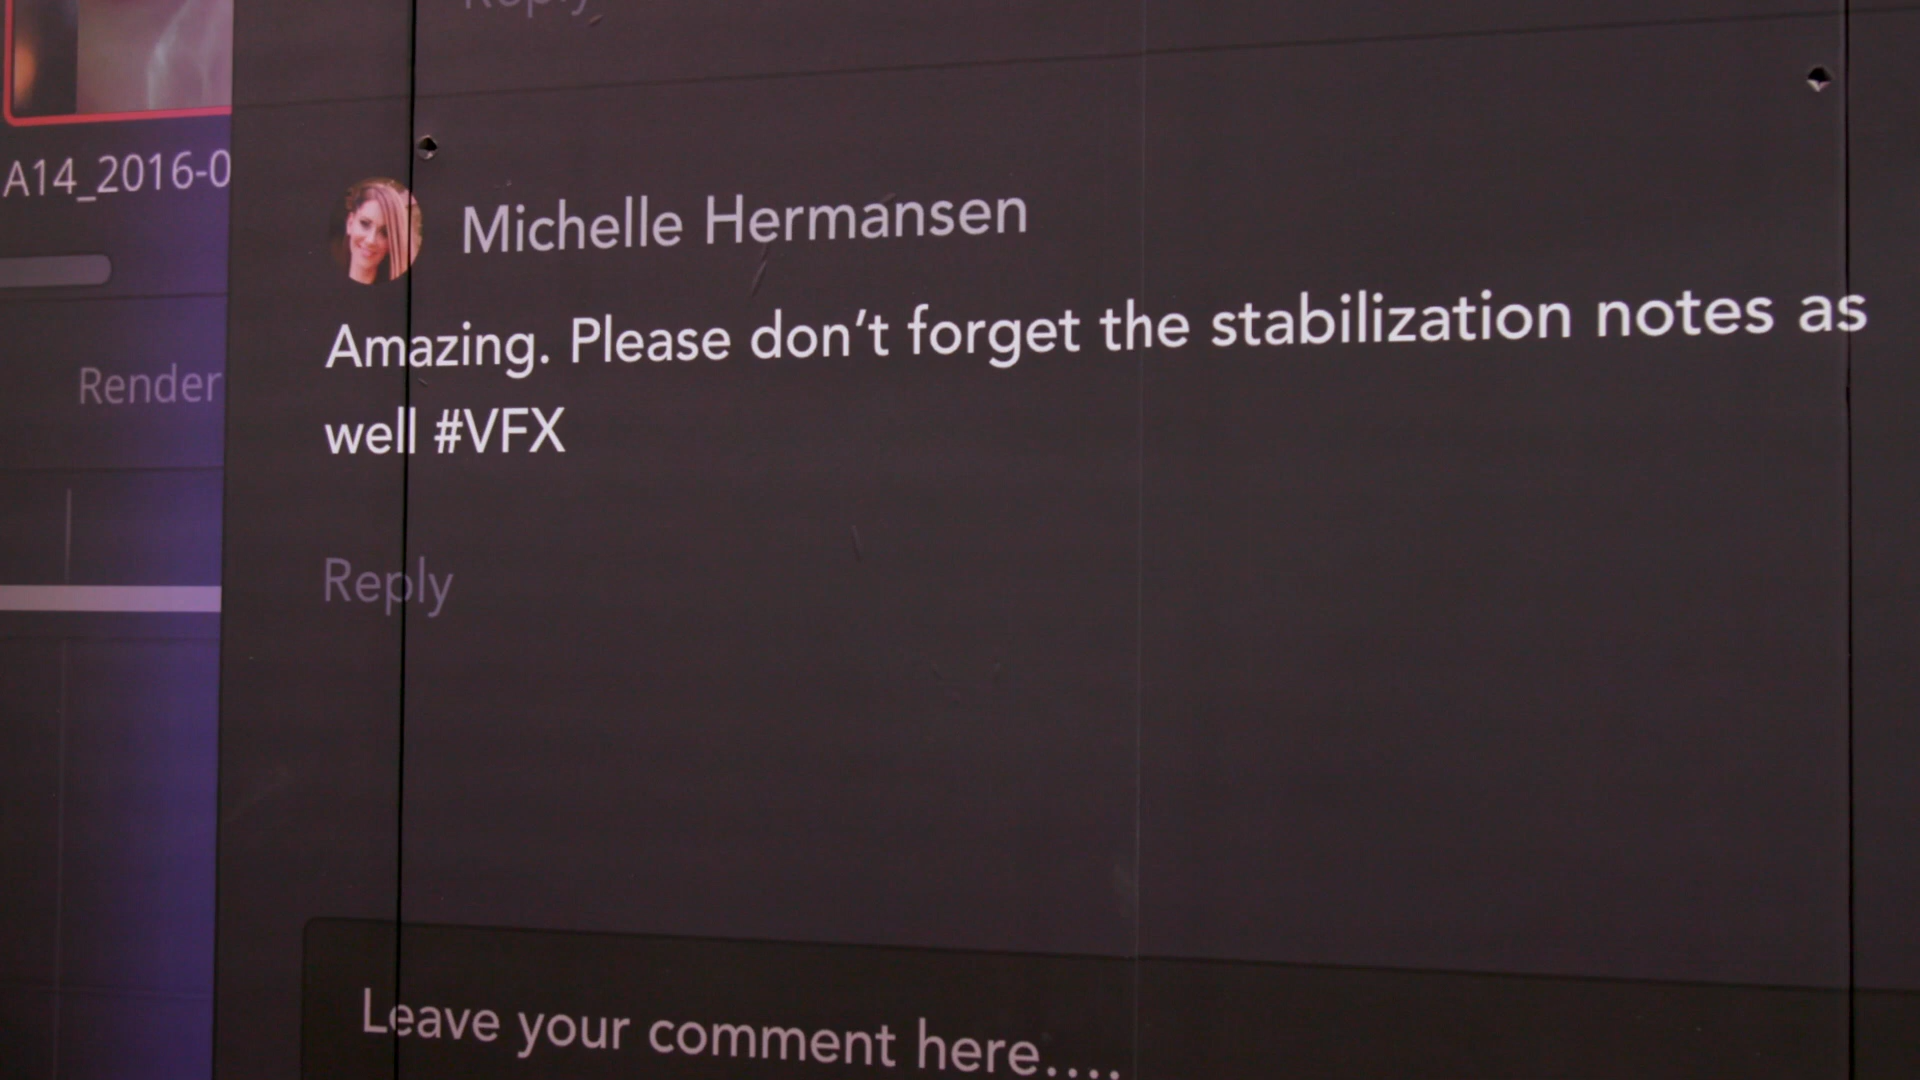 Reply
A14_2016-0
Michelle Hermansen
Amazing. Please don't forget the stabilization notes as
well #VFX
Render
Reply
Leave your comment here....